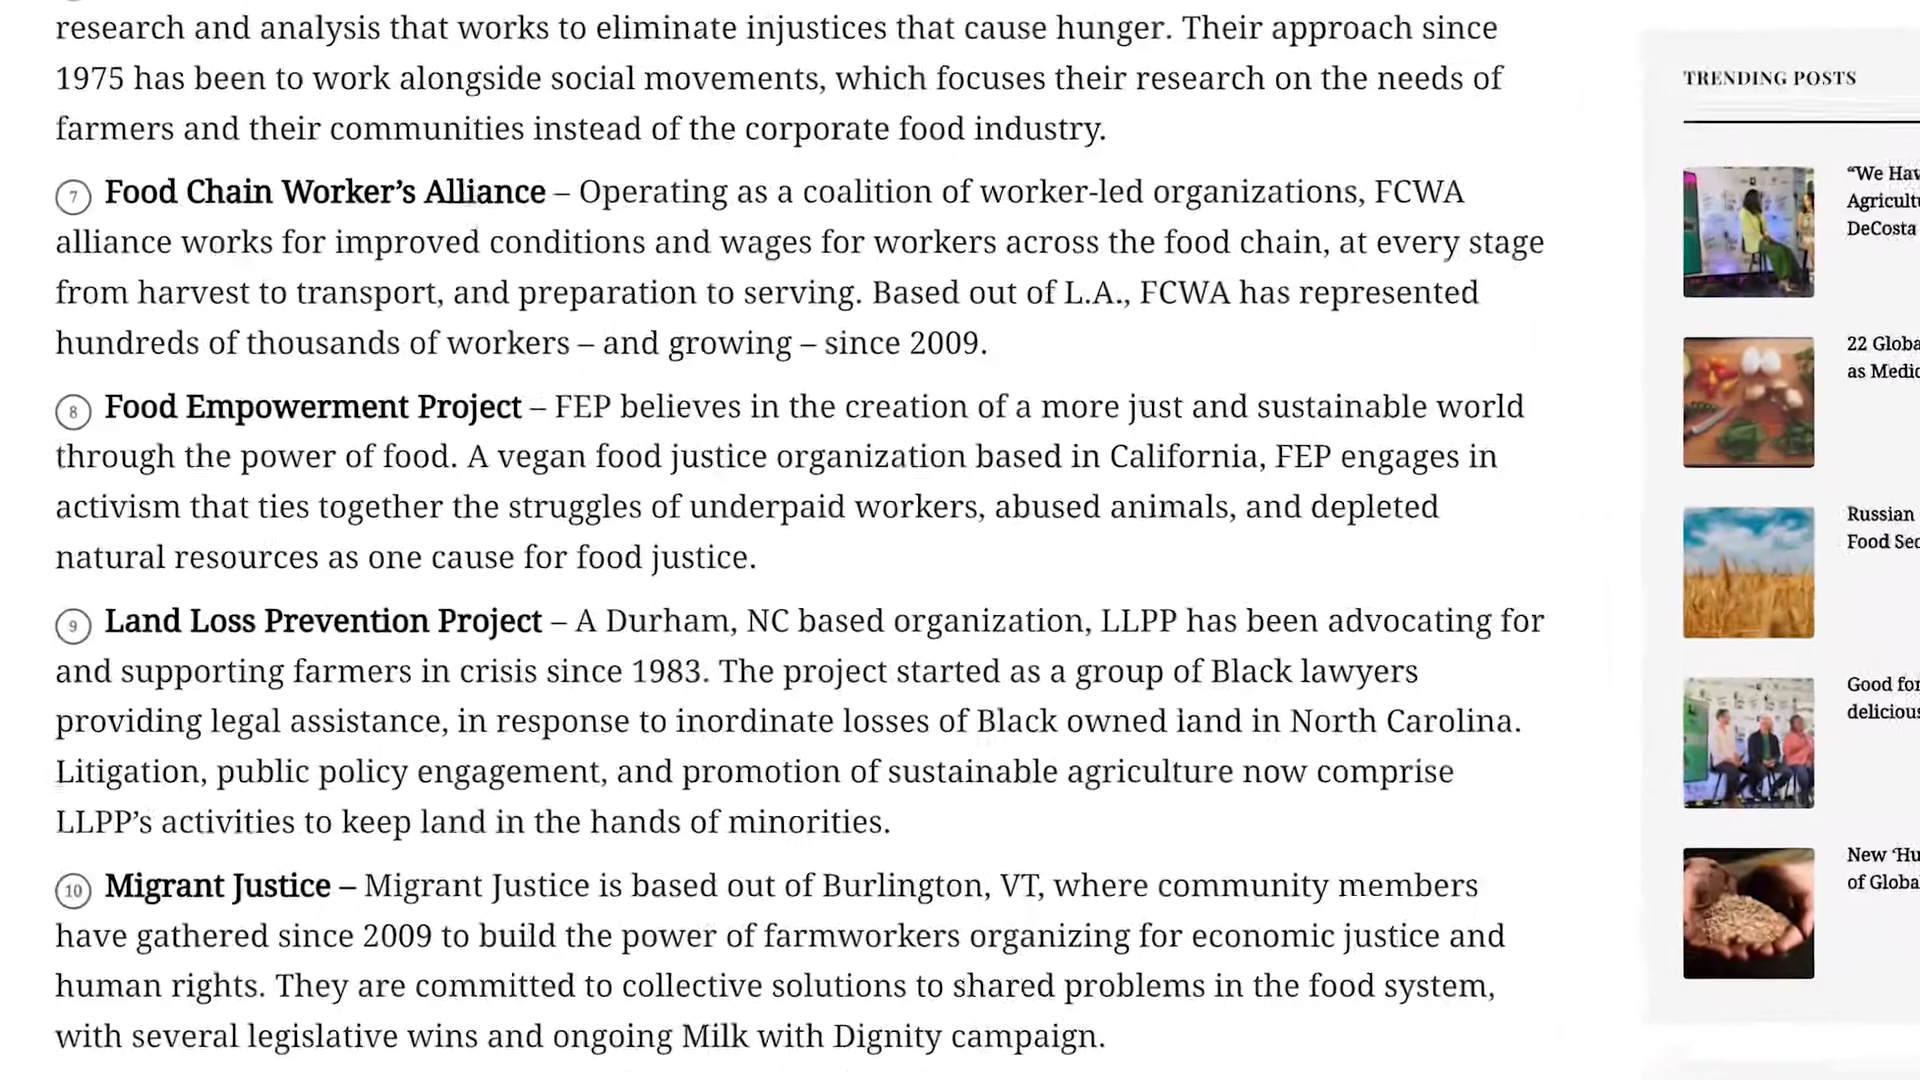 research and analysis that works to eliminate injustices that cause hunger. Their approach since
1975 has been to work alongside social movements, which focuses their research on the needs of
farmers and their communities instead of the corporate food industry.
7 Food Chain Worker’s Alliance – Operating as a coalition of worker-led organizations, FCWA
alliance works for improved conditions and wages for workers across the food chain, at every stage
from harvest to transport, and preparation to serving. Based out of L.A., FCWA has represented
hundreds of thousands of workers – and growing – since 2009.
8 Food Empowerment Project – FEP believes in the creation of a more just and sustainable world
through the power of food. A vegan food justice organization based in California, FEP engages in
activism that ties together the struggles of underpaid workers, abused animals, and depleted
natural resources as one cause for food justice.
9 Land Loss Prevention Project – A Durham, NC based organization, LLPP has been advocating for
and supporting farmers in crisis since 1983. The project started as a group of Black lawyers
providing legal assistance, in response to inordinate losses of Black owned land in North Carolina.
Litigation, public policy engagement, and promotion of sustainable agriculture now comprise
LLPP’s activities to keep land in the hands of minorities.
10 Migrant Justice – Migrant Justice is based out of Burlington, VT, where community members
have gathered since 2009 to build the power of farmworkers organizing for economic justice and
human rights. They are committed to collective solutions to shared problems in the food system,
with several legislative wins and ongoing Milk with Dignity campaign.
TRENDING POSTS
“We Hav
Agricultu
DeCosta
22 Globa
as Medic
Russian
Food Sec
Good for
delicious
New ‘Hu
of Globa